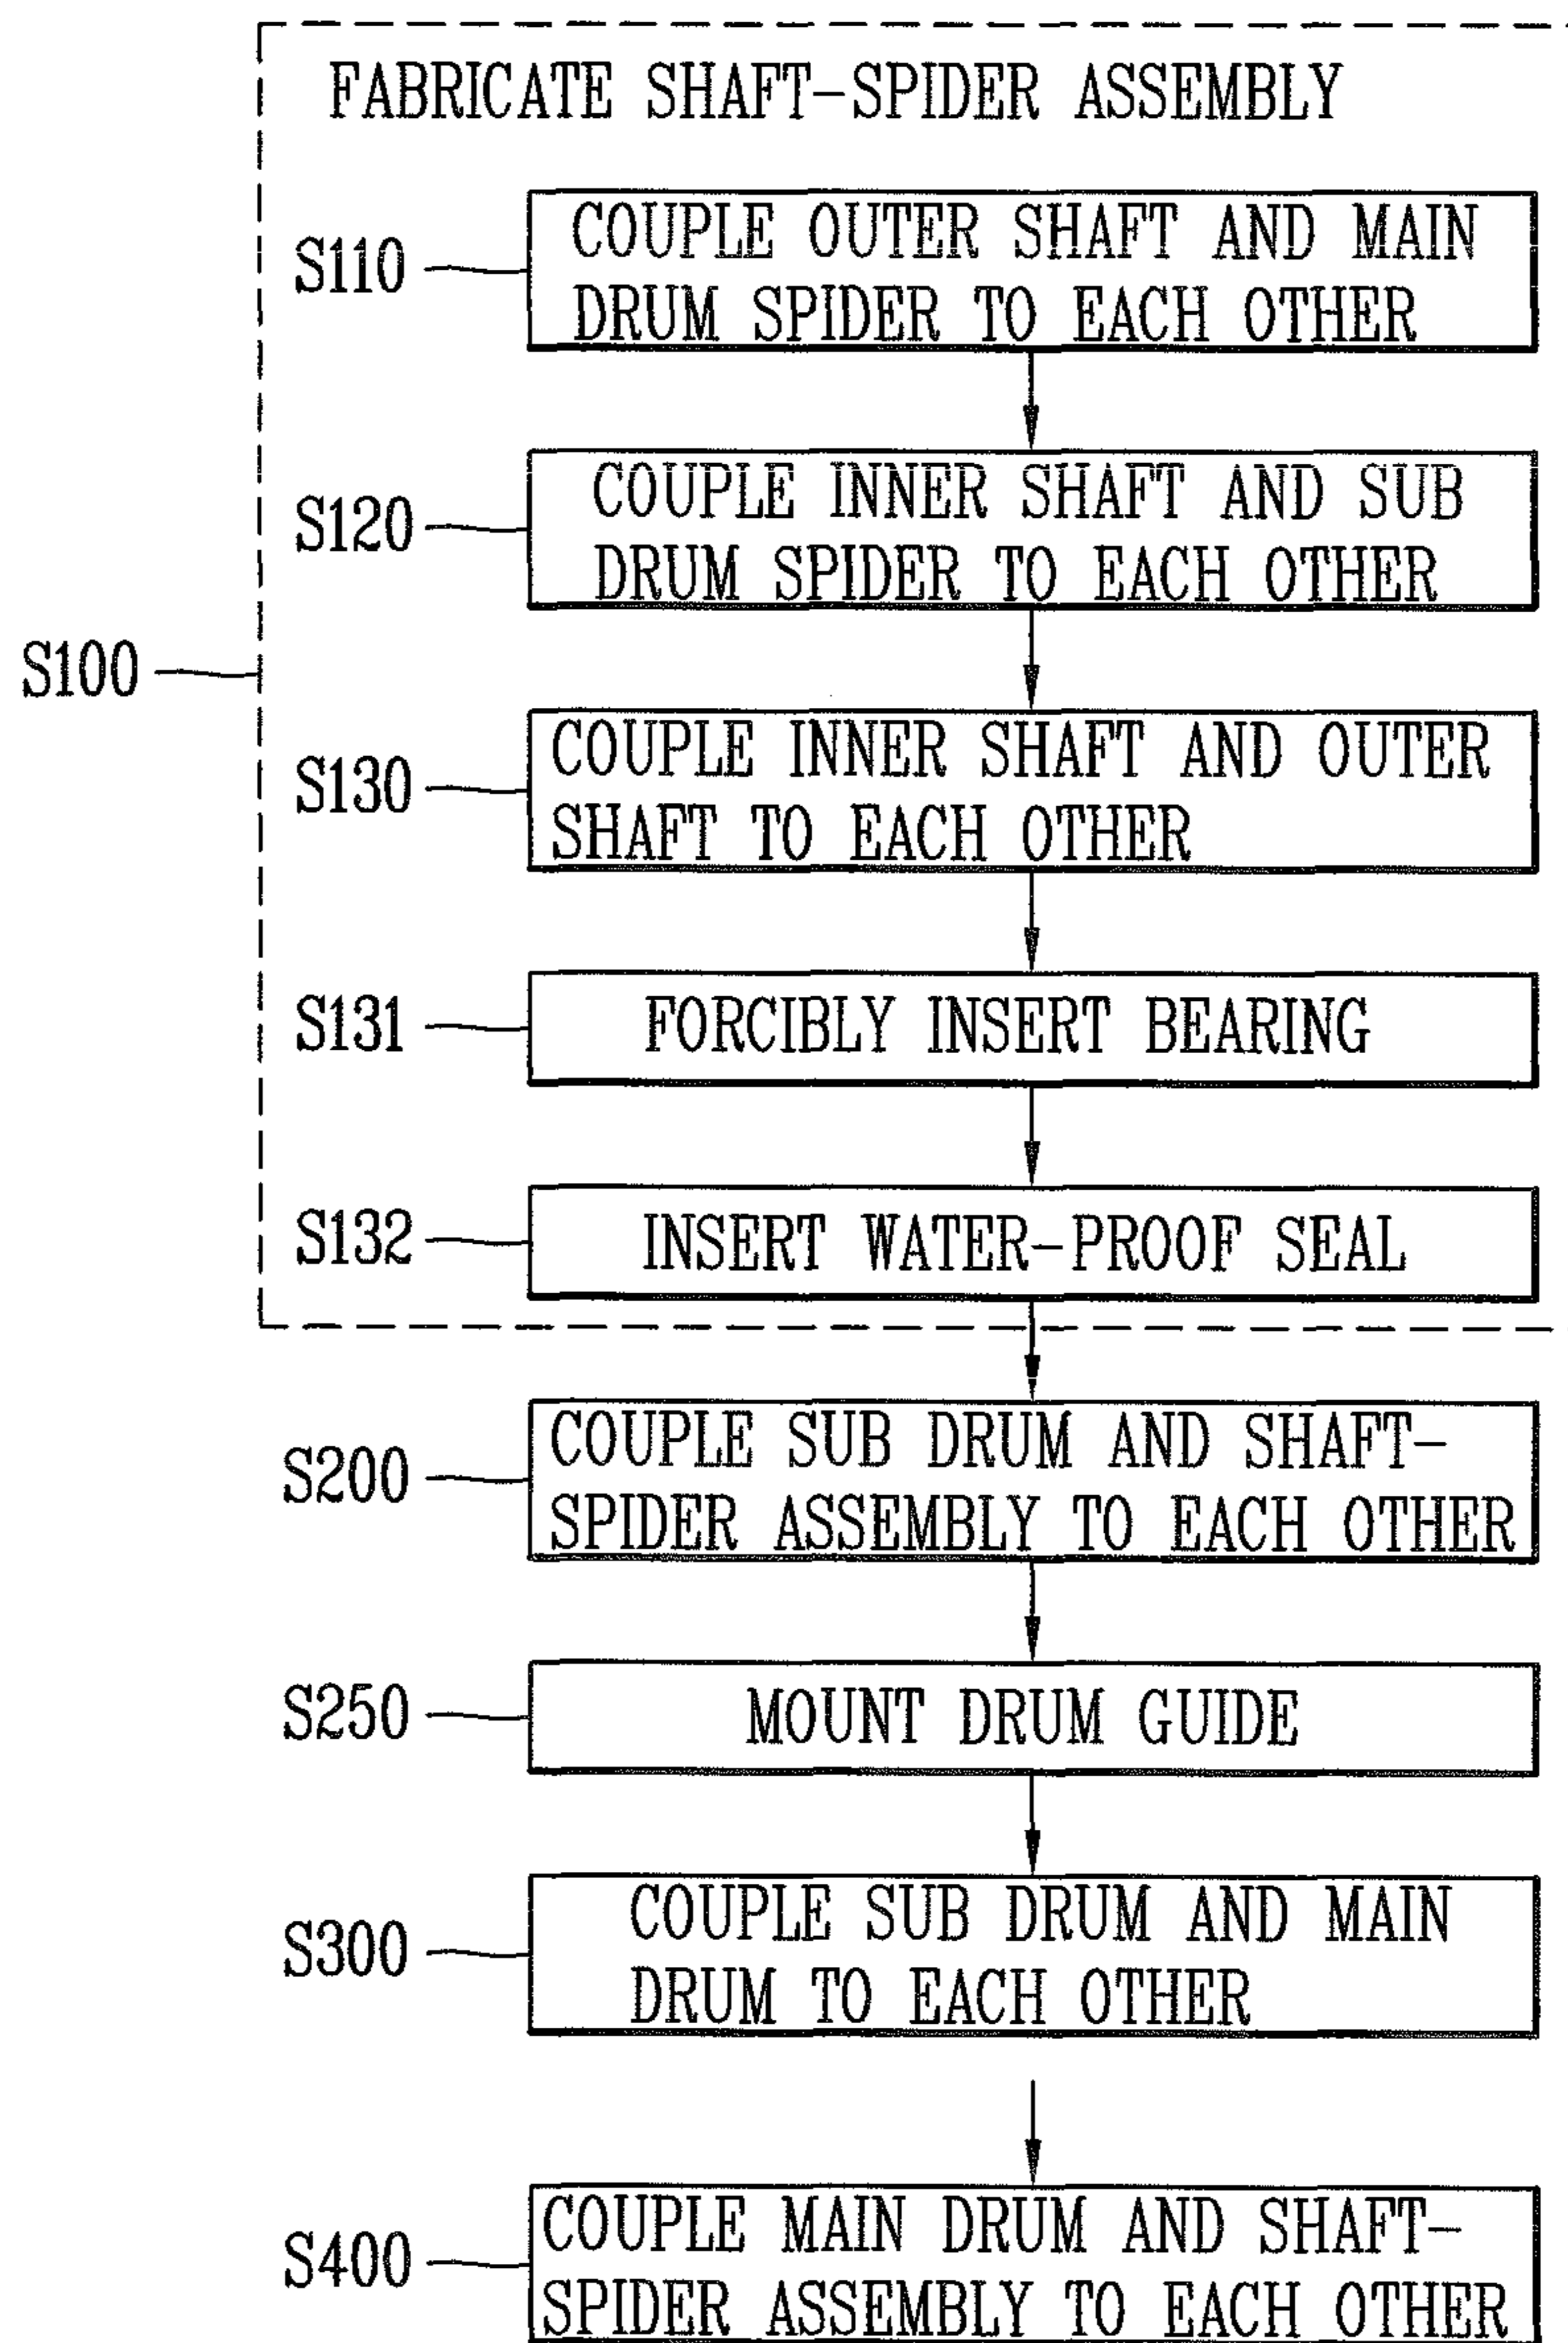 FABRICATE SHAFT-SPIDER ASSEMBLY
S110
COUPLE OUTER SHAFT AND MAIN
DRUM SPIDER TO EACH OTHER
S120
COUPLE INNER SHAFT AND SUB
DRUM SPIDER TO EACH OTHER
S100
S130
COUPLE INNER SHAFT AND OUTER
SHAFT TO EACH OTHER
S131
FORCIBLY INSERT BEARING
S132
INSERT WATER-PROOF SEAL
S200
COUPLE SUB DRUM AND SHAFT-
SPIDER ASSEMBLY TO EACH OTHER
S250
MOUNT DRUM GUIDE
S300
COUPLE SUB DRUM AND MAIN
DRUM TO EACH OTHER
S400
COUPLE MAIN DRUM AND SHAFT-
SPIDER ASSEMBLY TO EACH OTHER